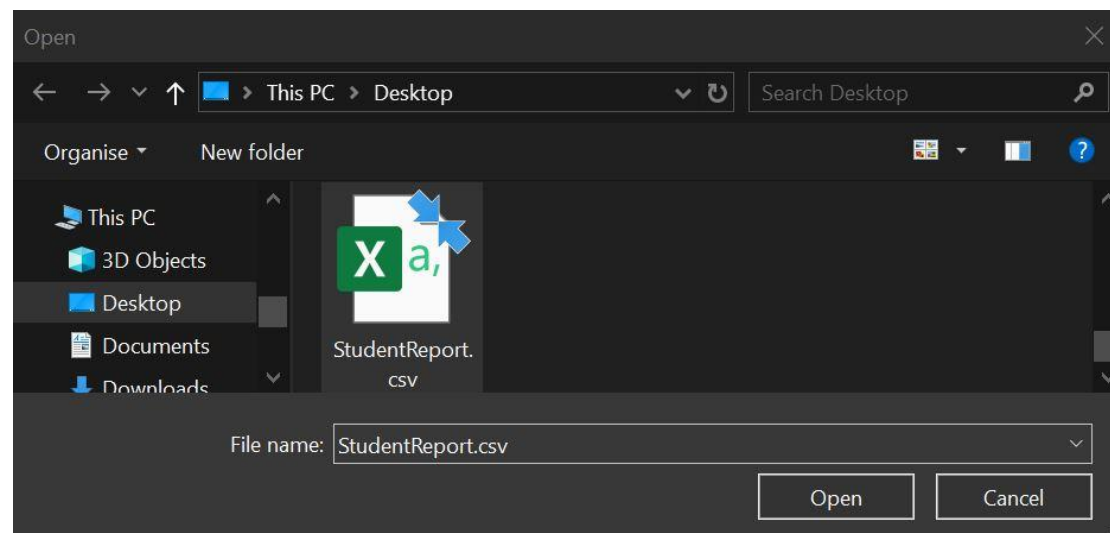 Open
This PC > Desktop
Search Desktop
Organise
New folder
?
This PC
3D Objects
Desktop
Documents
Downloads
X a,
StudentReport.
csv
File name: StudentReport.csv
Open
Cancel